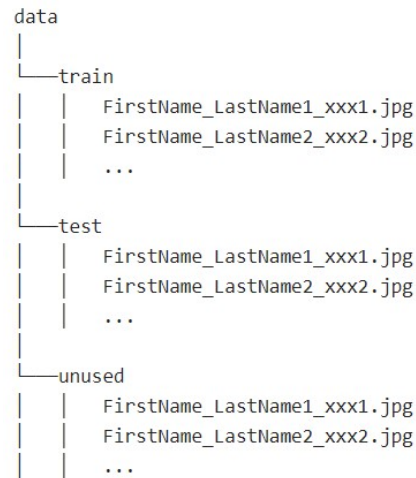 data
│
└───train
│   │   FirstName_LastName1_xxx1.jpg
│   │   FirstName_LastName2_xxx2.jpg
│   │   ...
│
└───test
│   │   FirstName_LastName1_xxx1.jpg
│   │   FirstName_LastName2_xxx2.jpg
│   │   ...
│
└───unused
│   │   FirstName_LastName1_xxx1.jpg
│   │   FirstName_LastName2_xxx2.jpg
│   │   ...